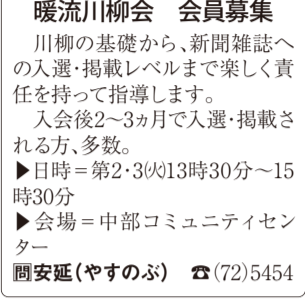 暖流川柳会　会員募集
　川柳の基礎から、新聞雑誌へ
の入選・掲載レベルまで楽しく責
任を持って指導します。
　入会後2～3ヵ月で入選・掲載さ
れる方、多数。
▶日時＝第2・3㈫13時30分～15
時30分
▶会場＝中部コミュニティセン
ター
問安延(やすのぶ)　☎(72)5454